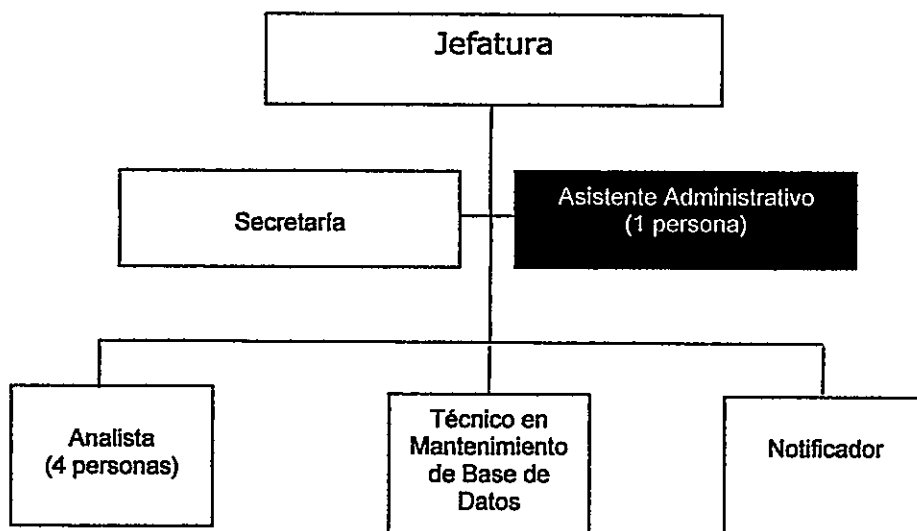 Jefatura
Secretaría
Asistente Administrativo
(1 persona)
Analista
(4 personas)
Técnico en
Mantenimiento
de Base de
Datos
Notificador